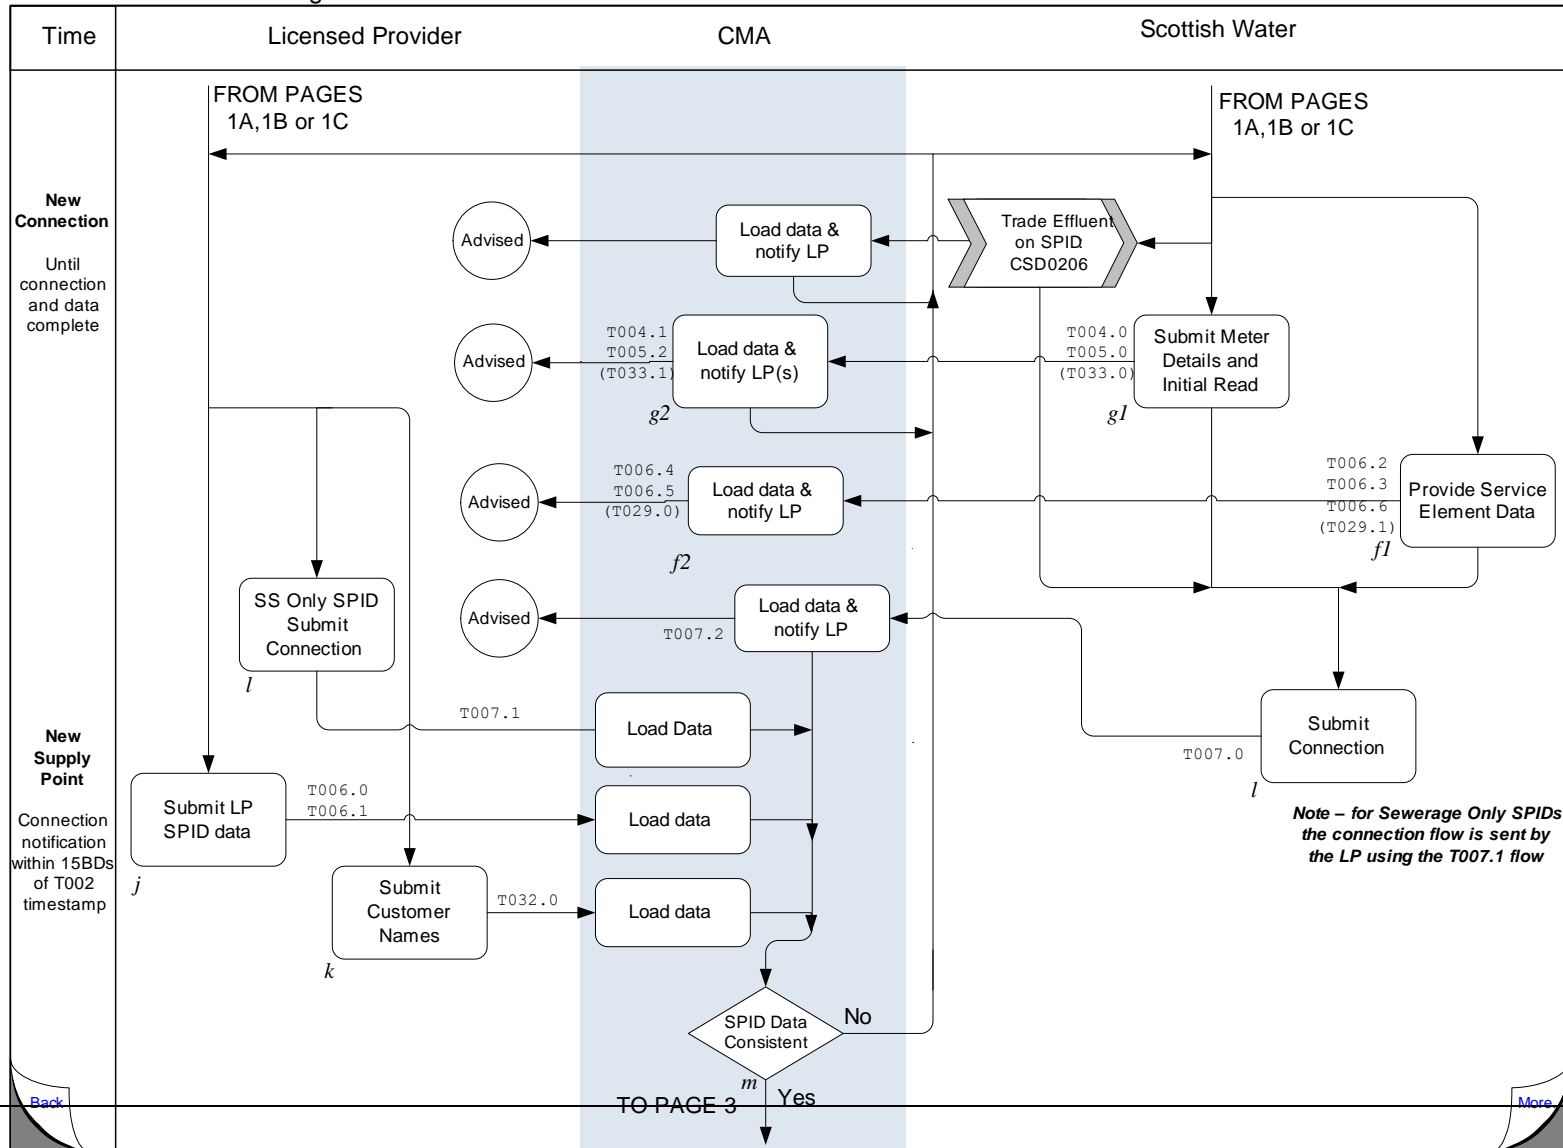 Time
Licensed Provider
CMA
Scottish Water
FROM PAGES
1A,1B or 1C
FROM PAGES
1A,1B or 1C
New
Connection
Until
connection
and data
complete
Advised
Load data &
notify LP
Trade Effluent
on SPID
CSD0206
Advised
T004.1
T005.2
(T033.1)
Load data &
notify LP(s)
g2
T004.0
T005.0
(T033.0)
Submit Meter
Details and
Initial Read
g1
Advised
T006.4
T006.5
(T029.0)
Load data &
notify LP
f2
T006.2
T006.3
T006.6
(T029.1)
Provide Service
Element Data
f1
SS Only SPID
Submit
Connection
l
Advised
T007.2
Load data &
notify LP
T007.1
Load Data
T007.0
Submit
Connection
l
New
Supply
Point
Connection
notification
within 15BDs
of T002
timestamp
Submit LP
SPID data
j
T006.0
T006.1
Load data
Note – for Sewerage Only SPIDs
the connection flow is sent by
the LP using the T007.1 flow
Submit
Customer
Names
k
T032.0
Load data
SPID Data
Consistent
No
m
Yes
TO PAGE 3
Back
More